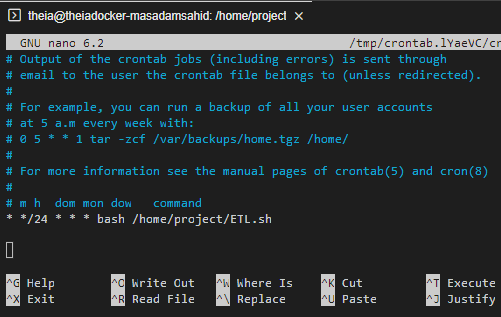 theia@theiadocker-masadamsahid: /home/project
GNU nano 6.2 /tmp/crontab.lYaeVC/cr
# Output of the crontab jobs (including errors) is sent through
# email to the user the crontab file belongs to (unless redirected).
#
# For example, you can run a backup of all your user accounts
# at 5 a.m every week with:
# 0 5 * * 1 tar -zcf /var/backups/home.tgz /home/
#
# For more information see the manual pages of crontab(5) and cron(8)
#
# m h  dom mon dow   command
* */24 * * * bash /home/project/ETL.sh
^G Help ^O Write Out ^W Where Is ^K Cut ^T Execute
^X Exit ^R Read File ^\ Replace ^U Paste ^J Justify